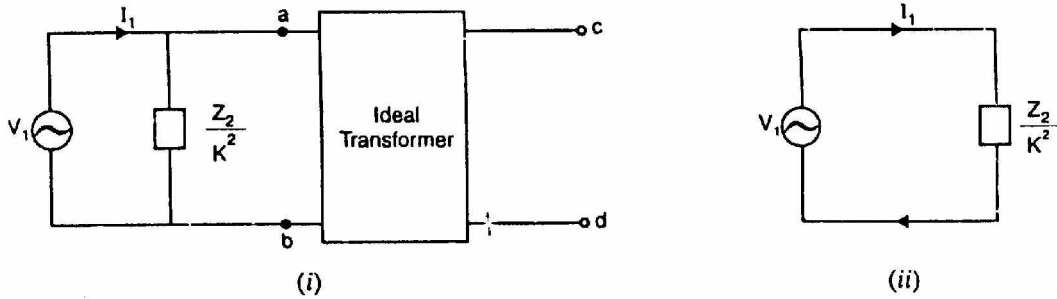 I₁
a
c
V₁
Z₂
K²
Ideal
Transformer
b
d
(i)
I₁
V₁
Z₂
K²
(ii)